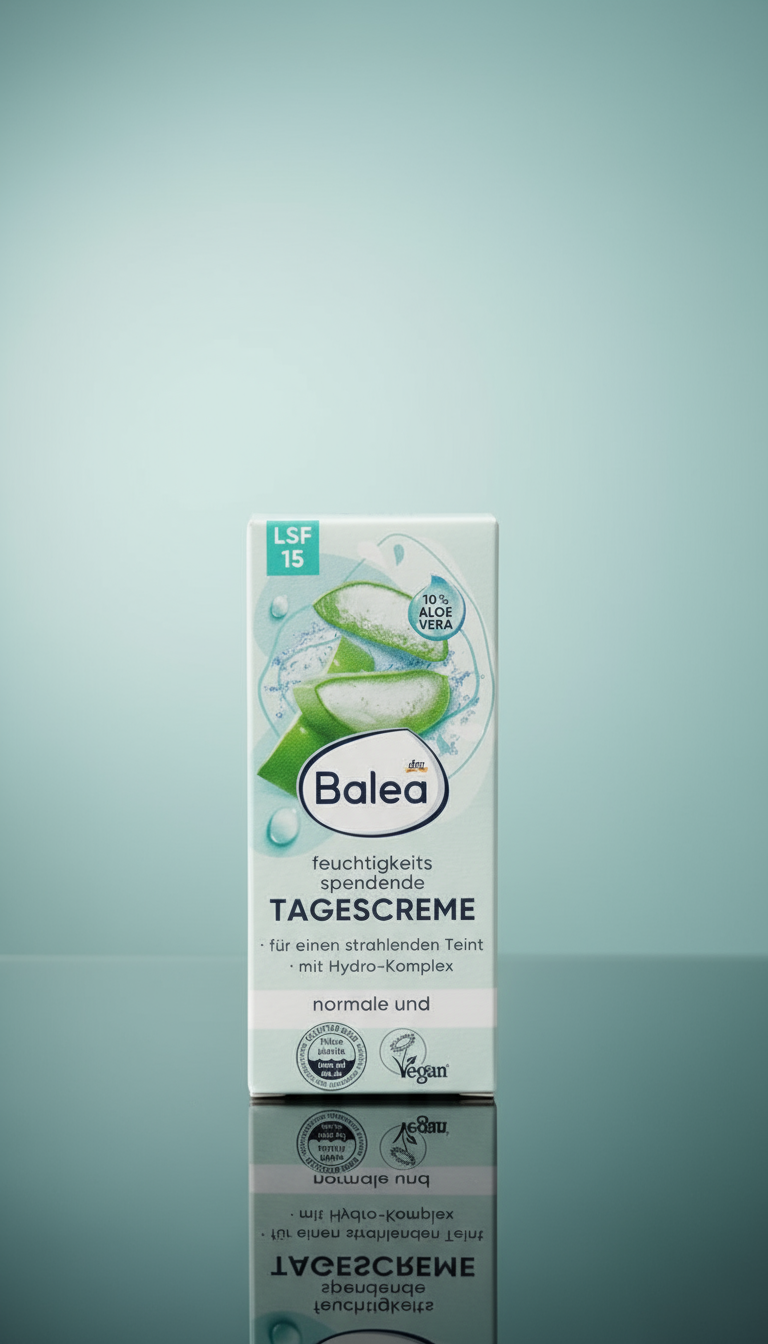 LSF
15
10%
ALOE
VERA
dm
Balea
feuchtigkeits
spendende
TAGESCREME
· für einen strahlenden Teint
· mit Hydro-Komplex
normale und
Vegan